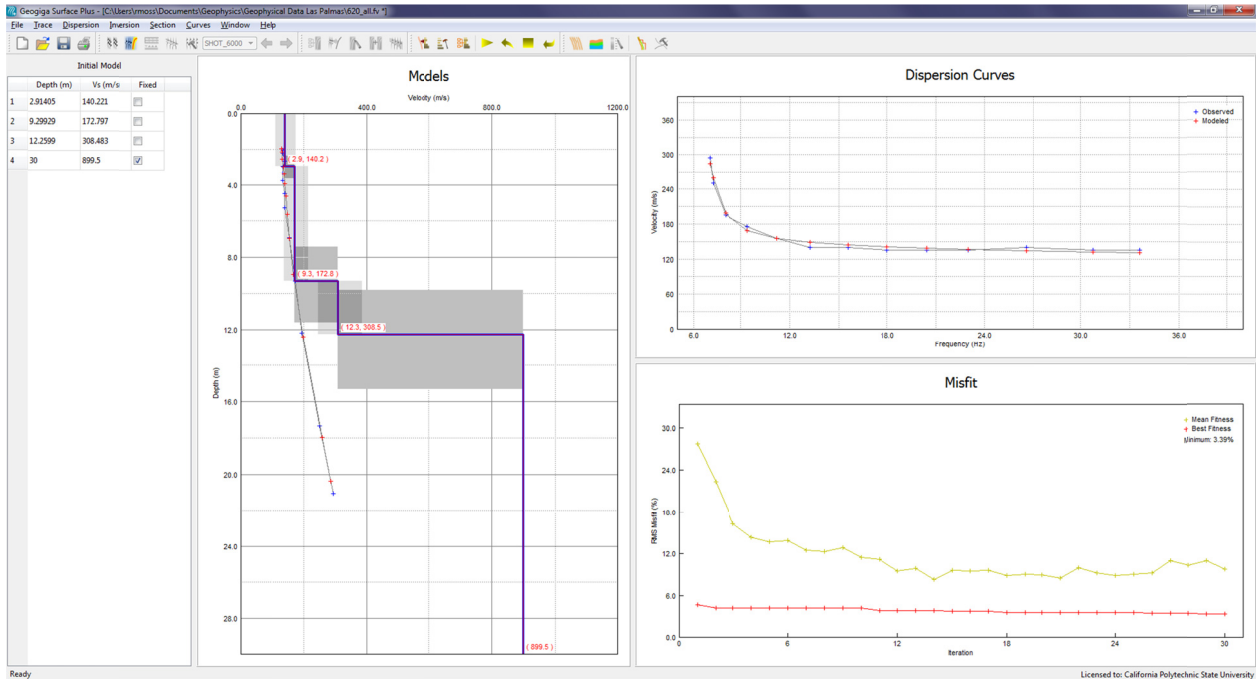 Geogiga Surface Plus - [C:\Users\rmoss\Documents\Geophysics\Geophysical Data Las Palmas\620_all.fv *]
File Trace Dispersion Inversion Section Curves Window Help
SHOT_6000
Initial Model
Depth (m) Vs (m/s Fixed
1 2.91405 140.221
2 9.29929 172.797
3 12.2599 308.483
4 30 899.5
Models
Velocity (m/s)
0.0 400.0 800.0 1200.0
0.0
( 2.9, 140.2 )
4.0
8.0
( 9.3, 172.8 )
12.0
( 12.3, 308.5 )
Depth (m)
16.0
20.0
24.0
28.0
( 899.5 )
Dispersion Curves
Observed
Modeled
360
300
240
Velocity (m/s)
180
120
60
0
6.0 12.0 18.0 24.0 30.0 36.0
Frequency (Hz)
Misfit
Mean Fitness
Best Fitness
Minimum: 3.39%
30.0
24.0
RMS Misfit (%)
18.0
12.0
6.0
0.0
0 6 12 18 24 30
Iteration
Ready
Licensed to: California Polytechnic State University